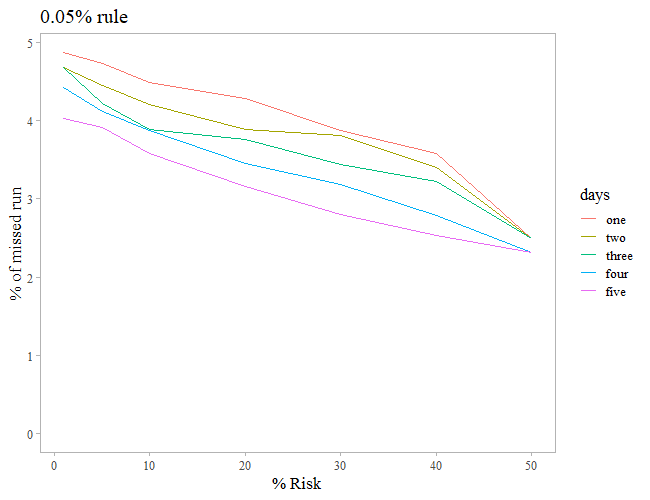 0.05% rule
5
4
3
2
1
0
% of missed run
0
10
20
30
40
50
% Risk
days
one
two
three
four
five